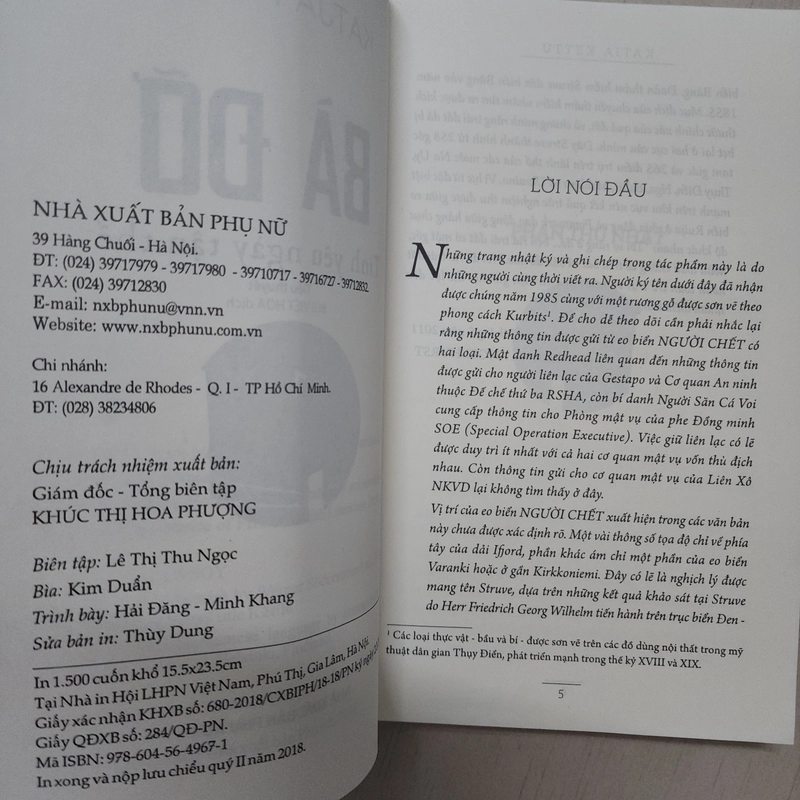 NHÀ XUẤT BẢN PHỤ NỮ
39 Hàng Chuối - Hà Nội.
ĐT: (024) 39717979 - 39717980 - 39710717 - 39716727 - 39712832
FAX: (024) 39712830
E-mail: nxbphunu@vnn.vn
Website: www.nxbphunu.com.vn
Chi nhánh:
16 Alexandre de Rhodes - Q. I - TP Hồ Chí Minh.
ĐT: (028) 38234806
Chịu trách nhiệm xuất bản:
Giám đốc - Tổng biên tập
KHÚC THỊ HOA PHƯỢNG
Biên tập: Lê Thị Thu Ngọc
Bìa: Kim Duẩn
Trình bày: Hải Đăng - Minh Khang
Sửa bản in: Thùy Dung
In 1.500 cuốn khổ 15.5x23.5cm
Tại Nhà in Hội LHPN Việt Nam, Phú Thị, Gia Lâm, Hà Nội.
Giấy xác nhận KHXB số: 680-2018/CXBIPH/18-18/PN ký ngày
Giấy QĐXB số: 284/QĐ-PN.
Mã ISBN: 978-604-56-4967-1
In xong và nộp lưu chiểu quý II năm 2018.
LỜI NÓI ĐẦU
Những trang nhật ký và ghi chép trong tác phẩm này là do
những người cùng thời viết ra. Người ký tên dưới đây đã nhận
được chúng năm 1985 cùng với một rương gỗ được sơn vẽ theo
phong cách Kurbits¹. Để cho dễ theo dõi cần phải nhắc lại
rằng những thông tin được gửi từ eo biển NGƯỜI CHẾT có
hai loại. Mật danh Redhead liên quan đến những thông tin
được gửi cho người liên lạc của Gestapo và Cơ quan An ninh
thuộc Đế chế thứ ba RSHA, còn bí danh Người Săn Cá Voi
cung cấp thông tin cho Phòng mật vụ của phe Đồng minh
SOE (Special Operation Executive). Việc giữ liên lạc có lẽ
được duy trì ít nhất với cả hai cơ quan mật vụ vốn thù địch
nhau. Còn thông tin gửi cho cơ quan mật vụ của Liên Xô
NKVD lại không tìm thấy ở đây.
Vị trí của eo biển NGƯỜI CHẾT xuất hiện trong các văn bản
này chưa được xác định rõ. Một vài thông số tọa độ chỉ về phía
tây của dải Ifjord, phần khác ám chỉ một phần của eo biển
Varanki hoặc ở gần Kirkkoniemi. Đây có lẽ là nghịch lý được
mang tên Struve, dựa trên những kết quả khảo sát tại Struve
do Herr Friedrich Georg Wilhelm tiến hành trên trục biển Đen -
¹ Các loại thực vật - bầu và bí - được sơn vẽ trên các đồ dùng nội thất trong mỹ
thuật dân gian Thụy Điển, phát triển mạnh trong thế kỷ XVIII và XIX.
5